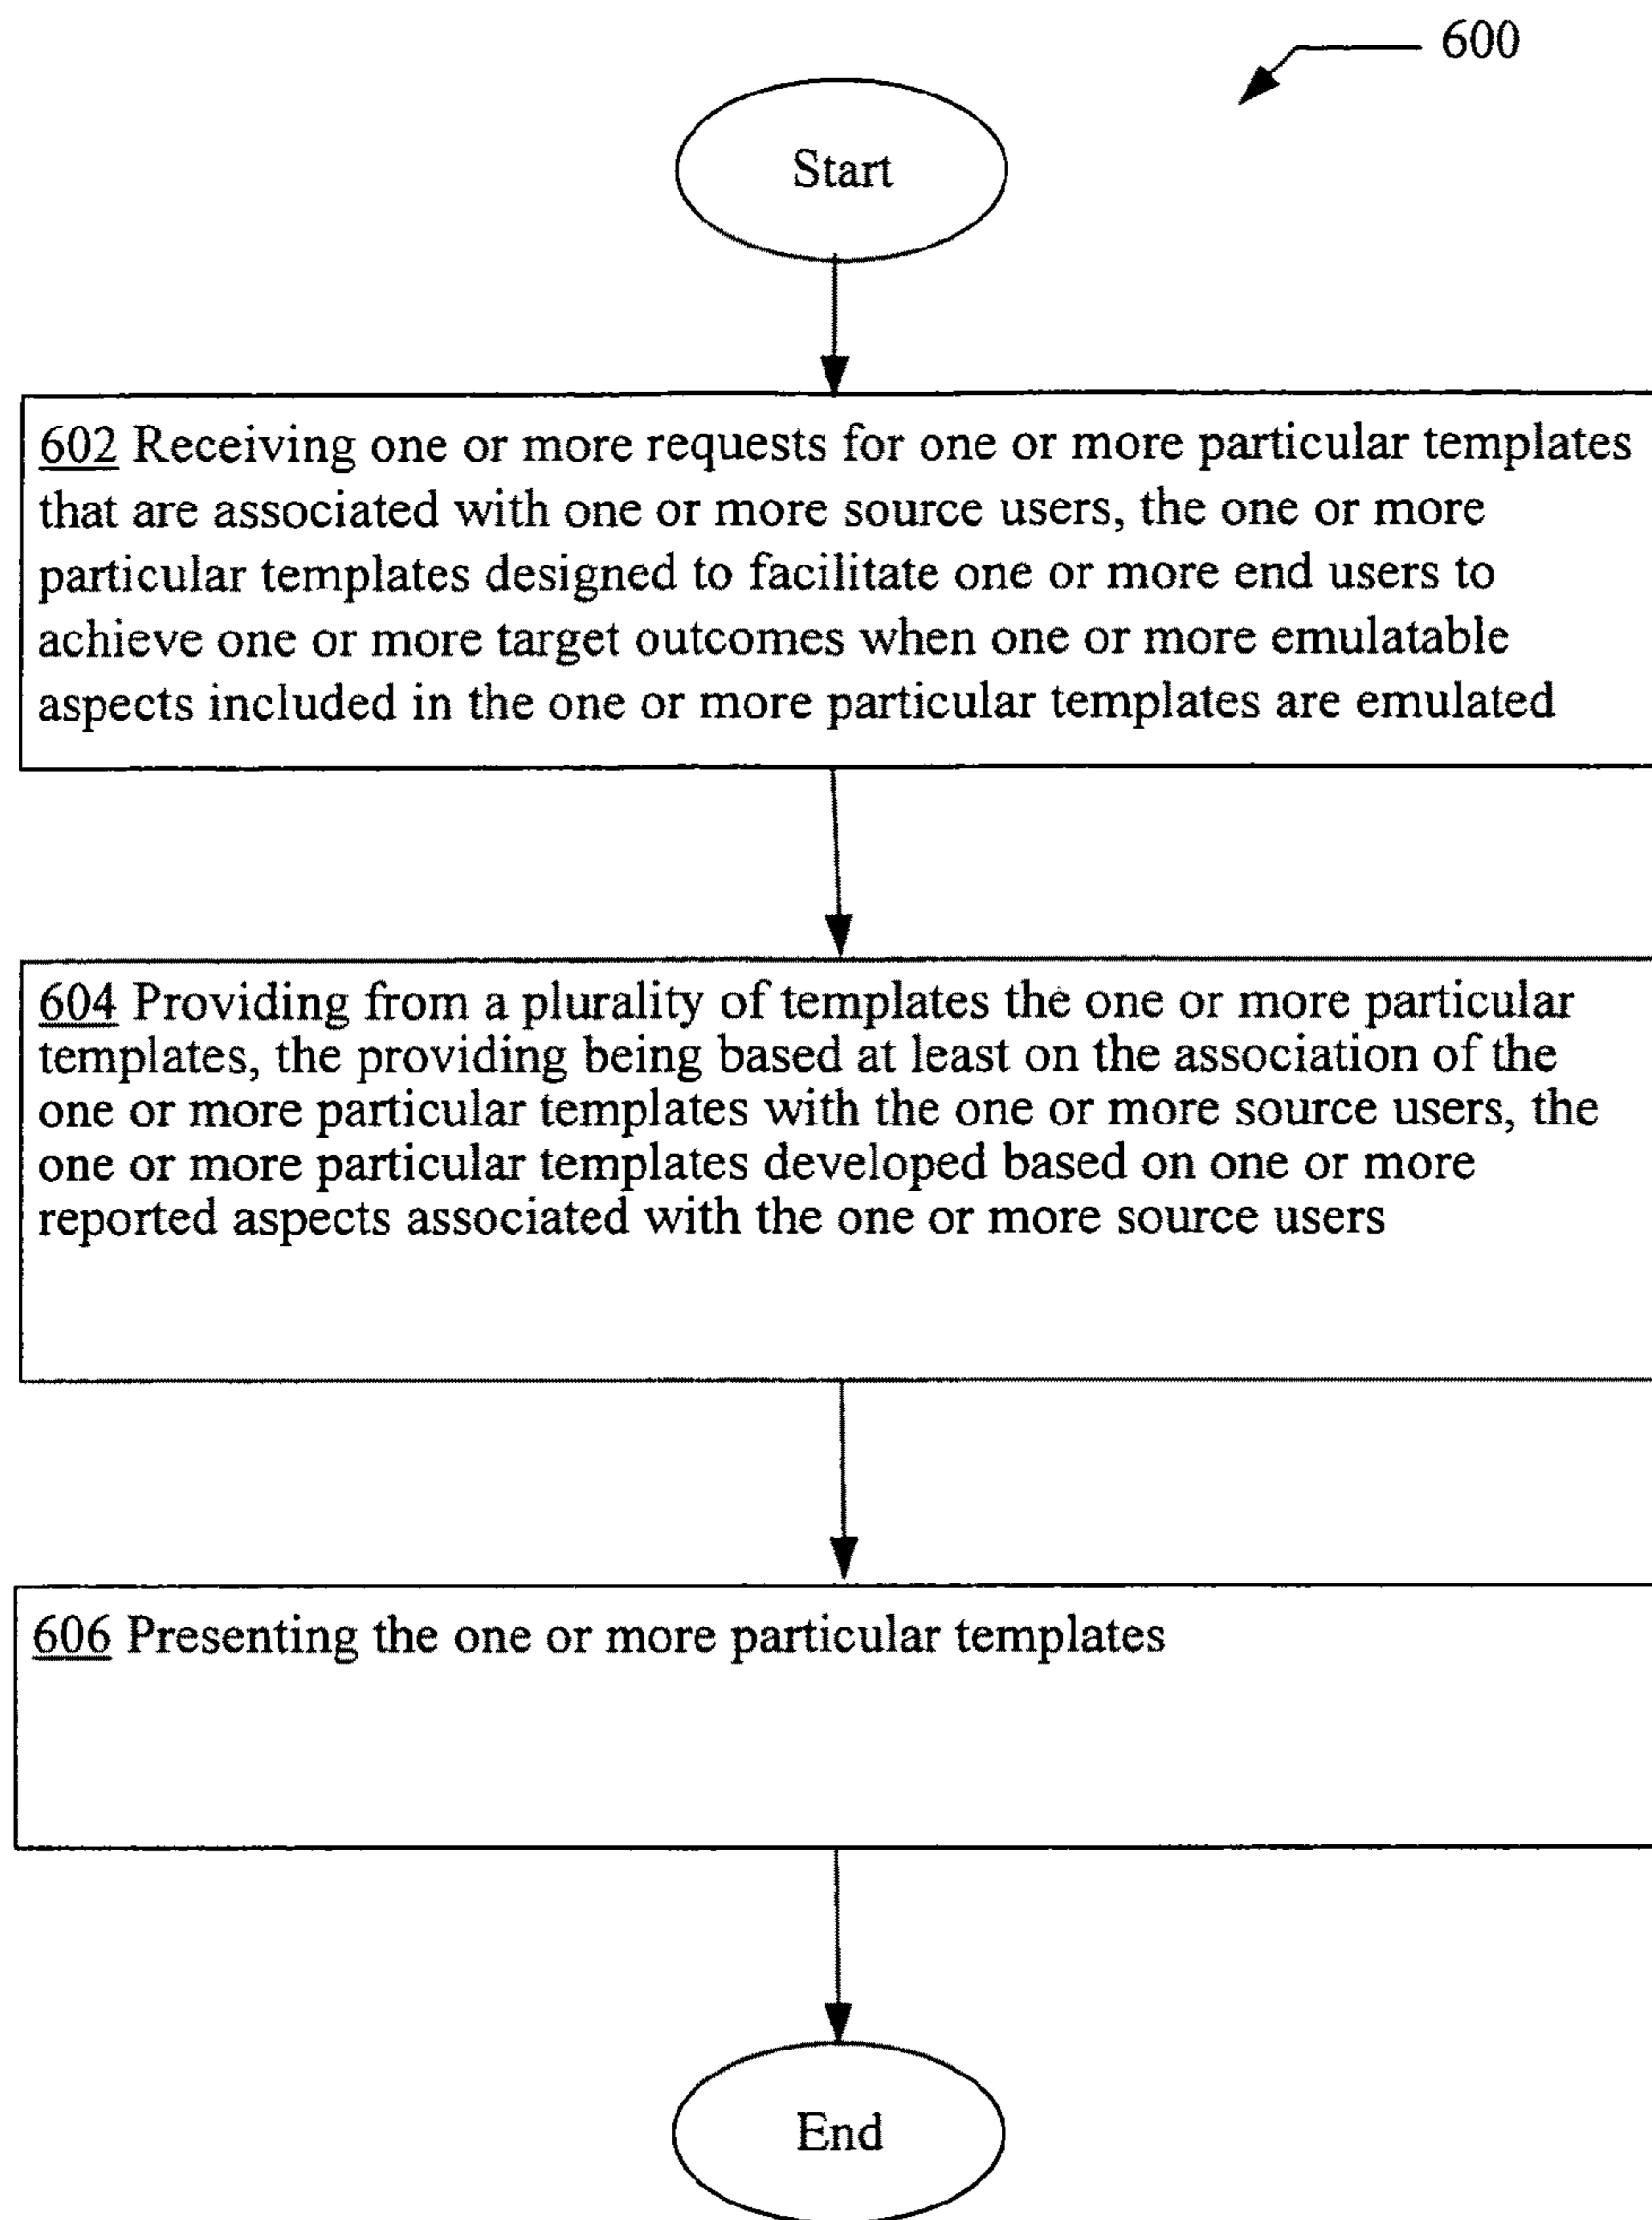 600
Start
602 Receiving one or more requests for one or more particular templates
that are associated with one or more source users, the one or more
particular templates designed to facilitate one or more end users to
achieve one or more target outcomes when one or more emulatable
aspects included in the one or more particular templates are emulated
604 Providing from a plurality of templates the one or more particular
templates, the providing being based at least on the association of the
one or more particular templates with the one or more source users, the
one or more particular templates developed based on one or more
reported aspects associated with the one or more source users
606 Presenting the one or more particular templates
End